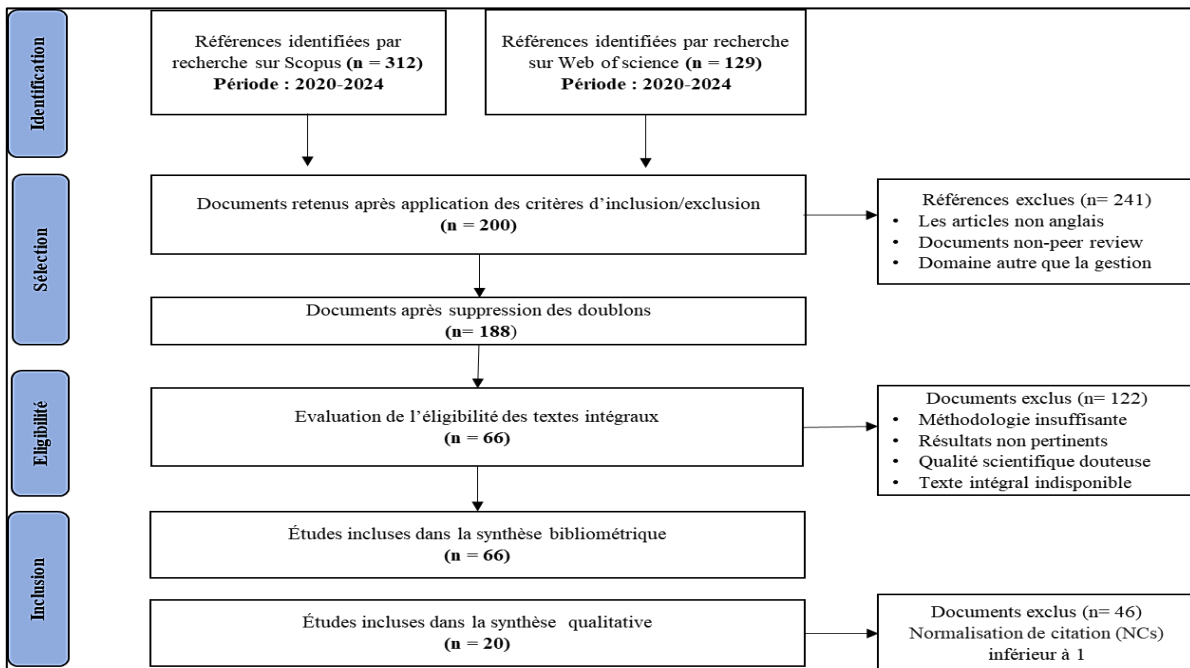 Identification
Références identifiées par
recherche sur Scopus (n = 312)
Période : 2020-2024
Références identifiées par recherche
sur Web of science (n = 129)
Période : 2020-2024
Sélection
Documents retenus après application des critères d’inclusion/exclusion
(n = 200)
Références exclues (n= 241)
• Les articles non anglais
• Documents non-peer review
• Domaine autre que la gestion
Documents après suppression des doublons
(n= 188)
Eligibilité
Evaluation de l’éligibilité des textes intégraux
(n = 66)
Documents exclus (n= 122)
• Méthodologie insuffisante
• Résultats non pertinents
• Qualité scientifique douteuse
• Texte intégral indisponible
Inclusion
Études incluses dans la synthèse bibliométrique
(n = 66)
Études incluses dans la synthèse qualitative
(n = 20)
Documents exclus (n= 46)
Normalisation de citation (NCs)
inférieur à 1